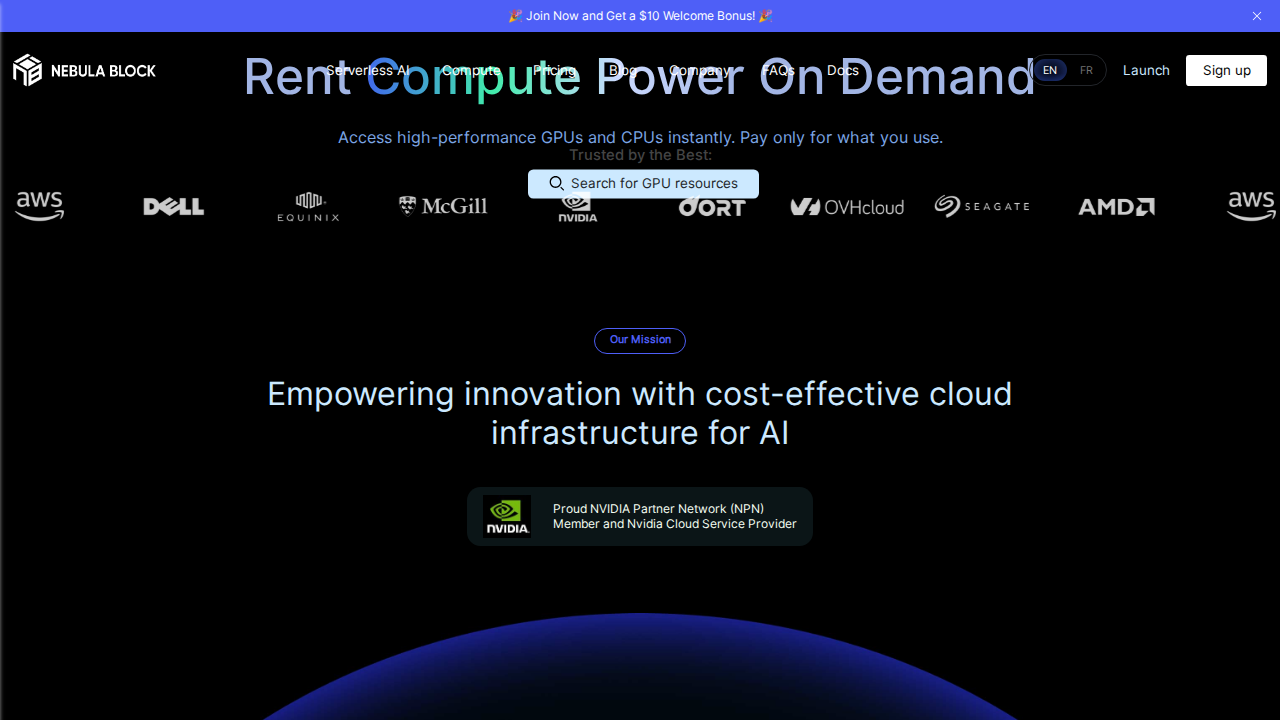 🎉 Join Now and Get a $10 Welcome Bonus! 🎉
NEBULA BLOCK
Serverless AI
Compute
Pricing
Blog
Company
FAQs
Docs
EN
FR
Launch
Sign up
Rent Compute Power On Demand
Access high-performance GPUs and CPUs instantly. Pay only for what you use.
Trusted by the Best:
Search for GPU resources
aws
DELL
EQUINIX
McGill
NVIDIA
DORT
OVHcloud
SEAGATE
AMD
aws
Our Mission
Empowering innovation with cost-effective cloud
infrastructure for AI
NVIDIA.
Proud NVIDIA Partner Network (NPN)
Member and Nvidia Cloud Service Provider